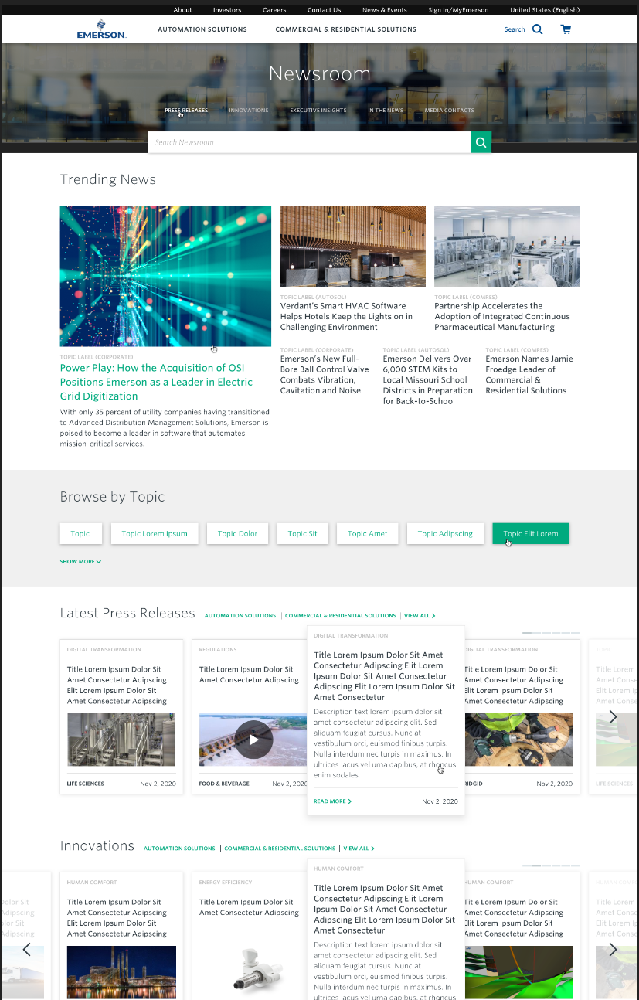 About Investors Careers Contact Us News & Events Sign In/MyEmerson United States (English)
EMERSON. AUTOMATION SOLUTIONS COMMERCIAL & RESIDENTIAL SOLUTIONS Search
Newsroom
PRESS RELEASES INNOVATIONS EXECUTIVE INSIGHTS IN THE NEWS MEDIA CONTACTS
Search Newsroom
Trending News
TOPIC LABEL (CORPORATE)
Power Play: How the Acquisition of OSI
Positions Emerson as a Leader in Electric
Grid Digitization
With only 35 percent of utility companies having transitioned
to Advanced Distribution Management Solutions, Emerson is
poised to become a leader in software that automates
mission-critical services.
TOPIC LABEL (AUTOSOL)
Verdant's Smart HVAC Software
Helps Hotels Keep the Lights on in
Challenging Environment
TOPIC LABEL (COMRES)
Partnership Accelerates the
Adoption of Integrated Continuous
Pharmaceutical Manufacturing
TOPIC LABEL (CORPORATE)
Emerson's New Full-
Bore Ball Control Valve
Combats Vibration,
Cavitation and Noise
TOPIC LABEL (AUTOSOL)
Emerson Delivers Over
6,000 STEM Kits to
Local Missouri School
Districts in Preparation
for Back-to-School
TOPIC LABEL (COMRES)
Emerson Names Jamie
Froedge Leader of
Commercial &
Residential Solutions
Browse by Topic
Topic Topic Lorem Ipsum Topic Dolor Topic Sit Topic Amet Topic Adipscing Topic Elit Lorem
SHOW MORE
Latest Press Releases AUTOMATION SOLUTIONS | COMMERCIAL & RESIDENTIAL SOLUTIONS | VIEW ALL
DIGITAL TRANSFORMATION
Title Lorem Ipsum Dolor Sit
Amet Consectetur Adipscing
Elit Lorem Ipsum Dolor Sit
Amet Consectetur Adipscing
LIFE SCIENCES Nov 2, 2020
REGULATIONS
Title Lorem Ipsum Dolor Sit
Amet Consectetur Adipscing
FOOD & BEVERAGE Nov 2, 2020
DIGITAL TRANSFORMATION
Title Lorem Ipsum Dolor Sit Amet
Consectetur Adipscing Elit Lorem
Ipsum Dolor Sit Amet Consectetur
Adipscing Elit Lorem Ipsum Dolor Sit
Amet Consectetur
Description text lorem ipsum dolor sit
amet consectetur adipscing elit. Sed
aliquam feugiat cursus. Nunc at
vestibulum orci, euismod finibus turpis.
Nulla interdum nec turpis in maximus. In
ultrices lacus vel urna dapibus, at rhoncus
enim sodales.
READ MORE Nov 2, 2020
DIGITAL TRANSFORMATION
Title Lorem Ipsum Dolor Sit
Amet Consectetur Adipscing
Elit Lorem Ipsum Dolor Sit
Amet Consectetur Adipscing
RIDGID Nov 2, 2020
TOPIC
Title Lorem
Amet Conse
Elit Lorem I
Amet Conse
LIFE SCIENCES
Innovations AUTOMATION SOLUTIONS | COMMERCIAL & RESIDENTIAL SOLUTIONS | VIEW ALL
Dolor Sit
Adipscing
olor Sit
Adipscing
HUMAN COMFORT
Title Lorem Ipsum Dolor Sit
Amet Consectetur Adipscing
Elit Lorem Ipsum Dolor Sit
Amet Consectetur Adipscing
ENERGY EFFICIENCY
Title Lorem Ipsum Dolor Sit
Amet Consectetur Adipscing
HUMAN COMFORT
Title Lorem Ipsum Dolor Sit Amet
Consectetur Adipscing Elit Lorem
Ipsum Dolor Sit Amet Consectetur
Adipscing Elit Lorem Ipsum Dolor Sit
Amet Consectetur
Description text lorem ipsum dolor sit
amet consectetur adipscing elit. Sed
aliquam feugiat cursus. Nunc at
vestibulum orci, euismod finibus turpis.
Nulla interdum nec turpis in maximus. In
ultrices lacus vel urna dapibus, at rhoncus
HUMAN COMFORT
Title Lorem Ipsum Dolor Sit
Amet Consectetur Adipscing
Elit Lorem Ipsum Dolor Sit
Amet Consectetur Adipscing
HUMAN COMF
Title Lorem
Amet Conse
Elit Lorem I
Amet Conse